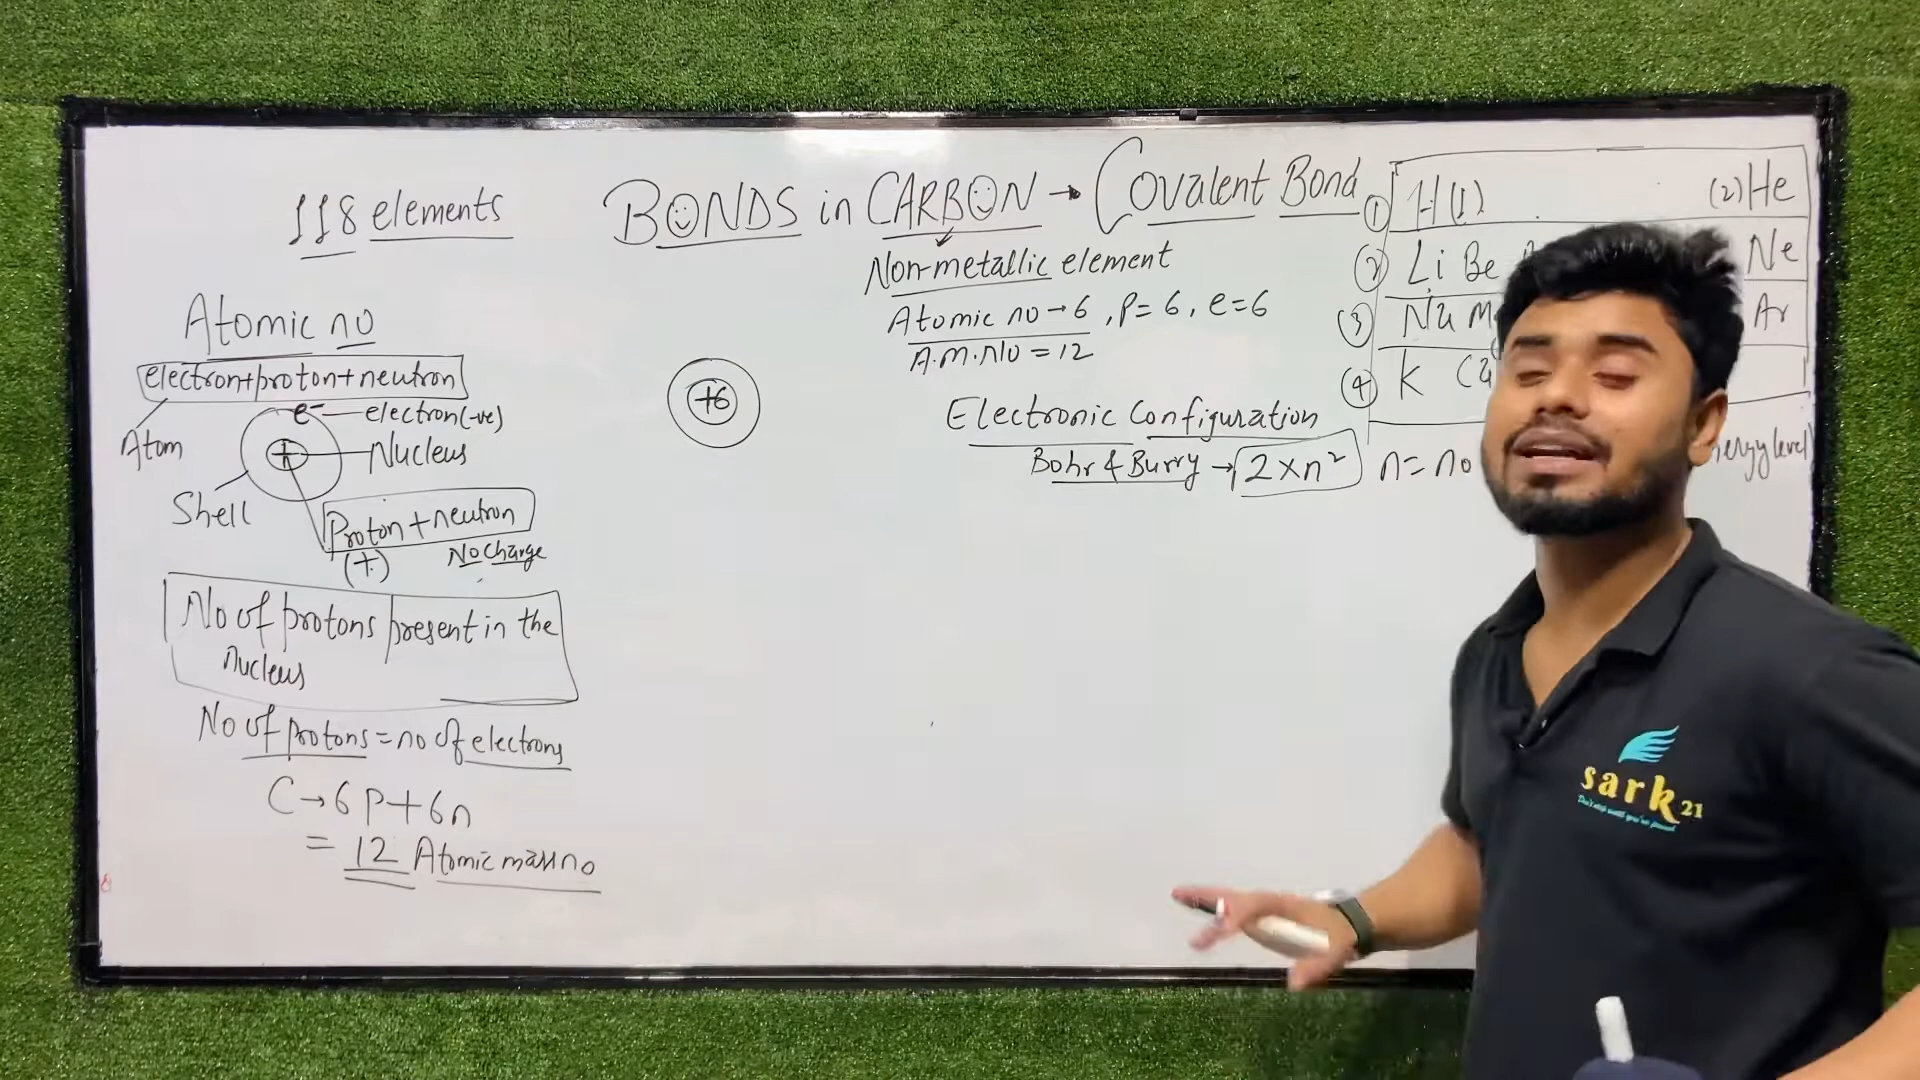 118 elements
BONDS in CARBON → Covalent Bond
Non-metallic element
Atomic no → 6, P= 6, e=6
A.M.No = 12
Electronic Configuration
Bohr & Burry → 2×n² n= no
energy level
① H(1) (2)He
② Li Be Ne
③ Na Ar
④ K Ca
Atomic no
electron+proton+neutron
Atom
e⁻ electron(-ve)
Nucleus
Shell
Proton + neutron
(+) No charge
No of protons present in the
nucleus
No of protons = no of electrons
C → 6P+6n
= 12 Atomic mass no
+6
sark 21